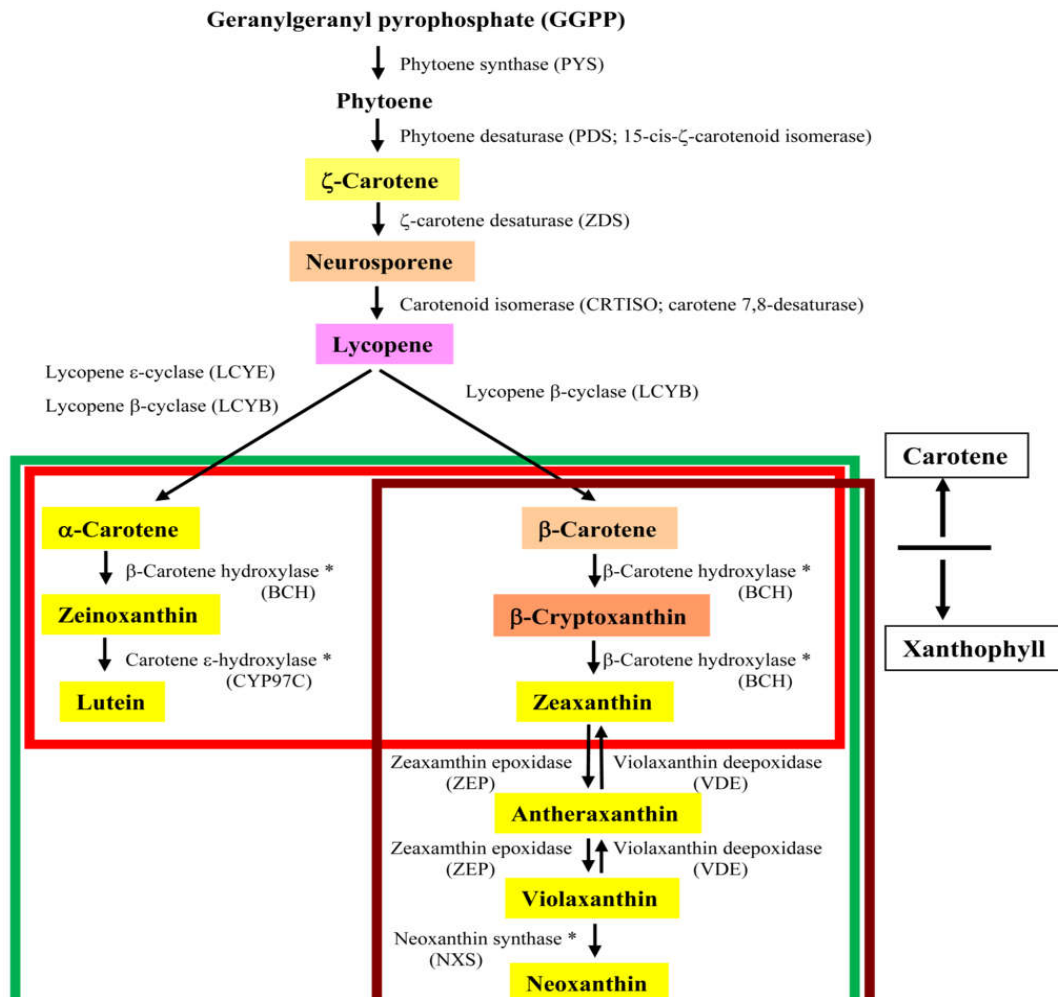 Geranylgeranyl pyrophosphate (GGPP)
Phytoene synthase (PYS)
Phytoene
Phytoene desaturase (PDS; 15-cis-ζ-carotenoid isomerase)
ζ-Carotene
ζ-carotene desaturase (ZDS)
Neurosporene
Carotenoid isomerase (CRTISO; carotene 7,8-desaturase)
Lycopene
Lycopene ε-cyclase (LCYE)
Lycopene β-cyclase (LCYB)
Lycopene β-cyclase (LCYB)
Carotene
Xanthophyll
α-Carotene
β-Carotene hydroxylase *
(BCH)
Zeinoxanthin
Carotene ε-hydroxylase *
(CYP97C)
Lutein
β-Carotene
β-Carotene hydroxylase *
(BCH)
β-Cryptoxanthin
β-Carotene hydroxylase *
(BCH)
Zeaxanthin
Zeaxamthin epoxidase
(ZEP)
Violaxanthin deepoxidase
(VDE)
Antheraxanthin
Zeaxamthin epoxidase
(ZEP)
Violaxanthin deepoxidase
(VDE)
Violaxanthin
Neoxanthin synthase *
(NXS)
Neoxanthin